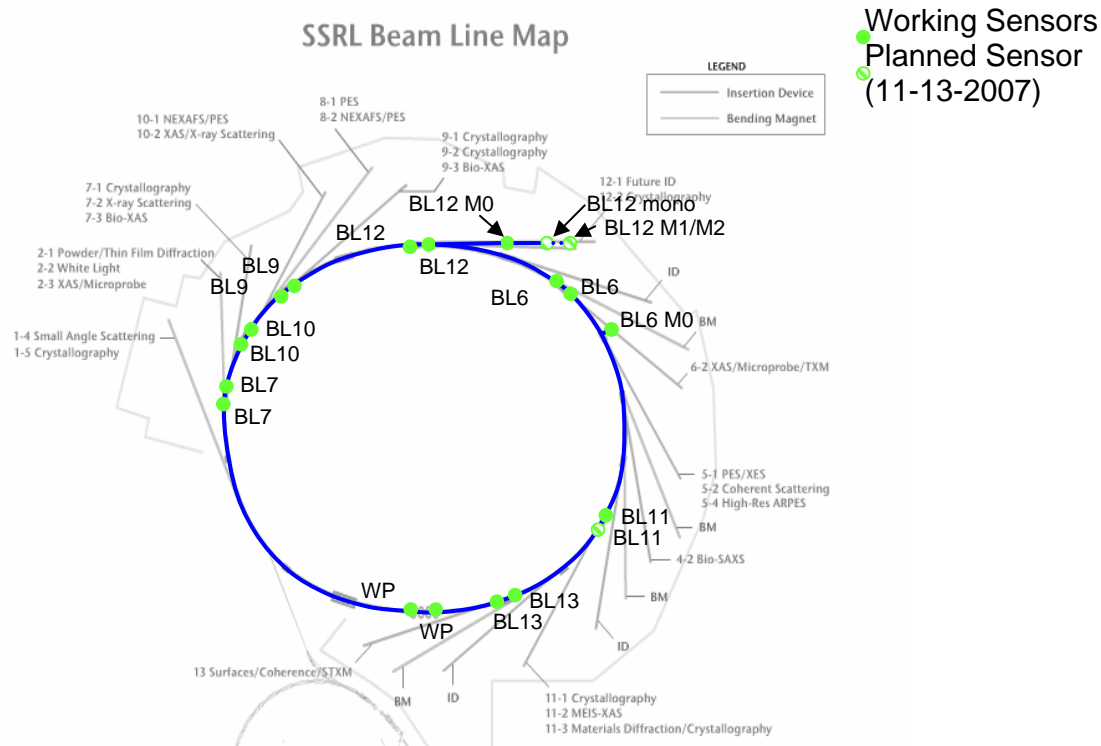 SSRL Beam Line Map
Working Sensors
Planned Sensor
(11-13-2007)
LEGEND
Insertion Device
Bending Magnet
8-1 PES
8-2 NEXAFS/PES
10-1 NEXAFS/PES
10-2 XAS/X-ray Scattering
9-1 Crystallography
9-2 Crystallography
9-3 Bio-XAS
7-1 Crystallography
7-2 X-ray Scattering
7-3 Bio-XAS
12-1 Future ID
12-2 Crystallography
BL12 M0
BL12 mono
BL12 M1/M2
BL12
BL12
2-1 Powder/Thin Film Diffraction
2-2 White Light
2-3 XAS/Microprobe
BL9
BL9
ID
BL6
BL6
BL6 M0
BM
1-4 Small Angle Scattering
1-5 Crystallography
BL10
BL10
6-2 XAS/Microprobe/TXM
BL7
BL7
5-1 PES/XES
5-2 Coherent Scattering
5-4 High-Res ARPES
BL11
BL11
BM
4-2 Bio-SAXS
WP
WP
BL13
BL13
BM
ID
13 Surfaces/Coherence/STXM
BM
ID
11-1 Crystallography
11-2 MEIS-XAS
11-3 Materials Diffraction/Crystallography